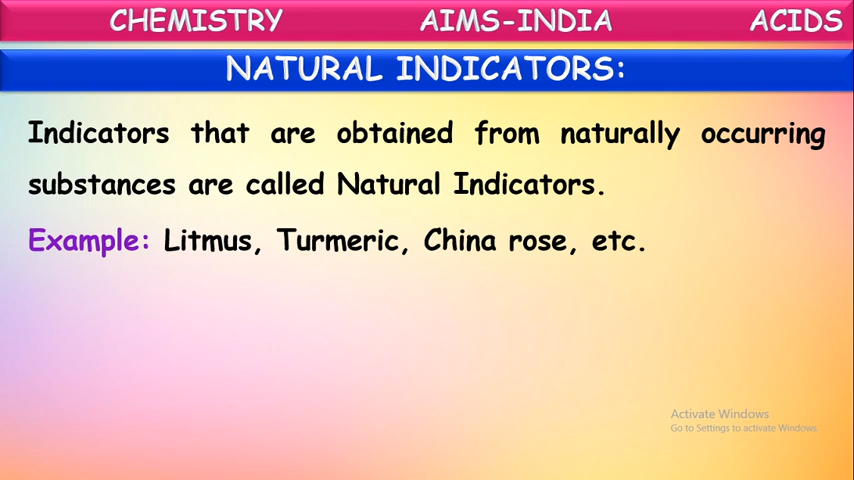 CHEMISTRY AIMS-INDIA ACIDS
NATURAL INDICATORS:
Indicators that are obtained from naturally occurring
substances are called Natural Indicators.
Example: Litmus, Turmeric, China rose, etc.
Activate Windows
Go to Settings to activate Windows.